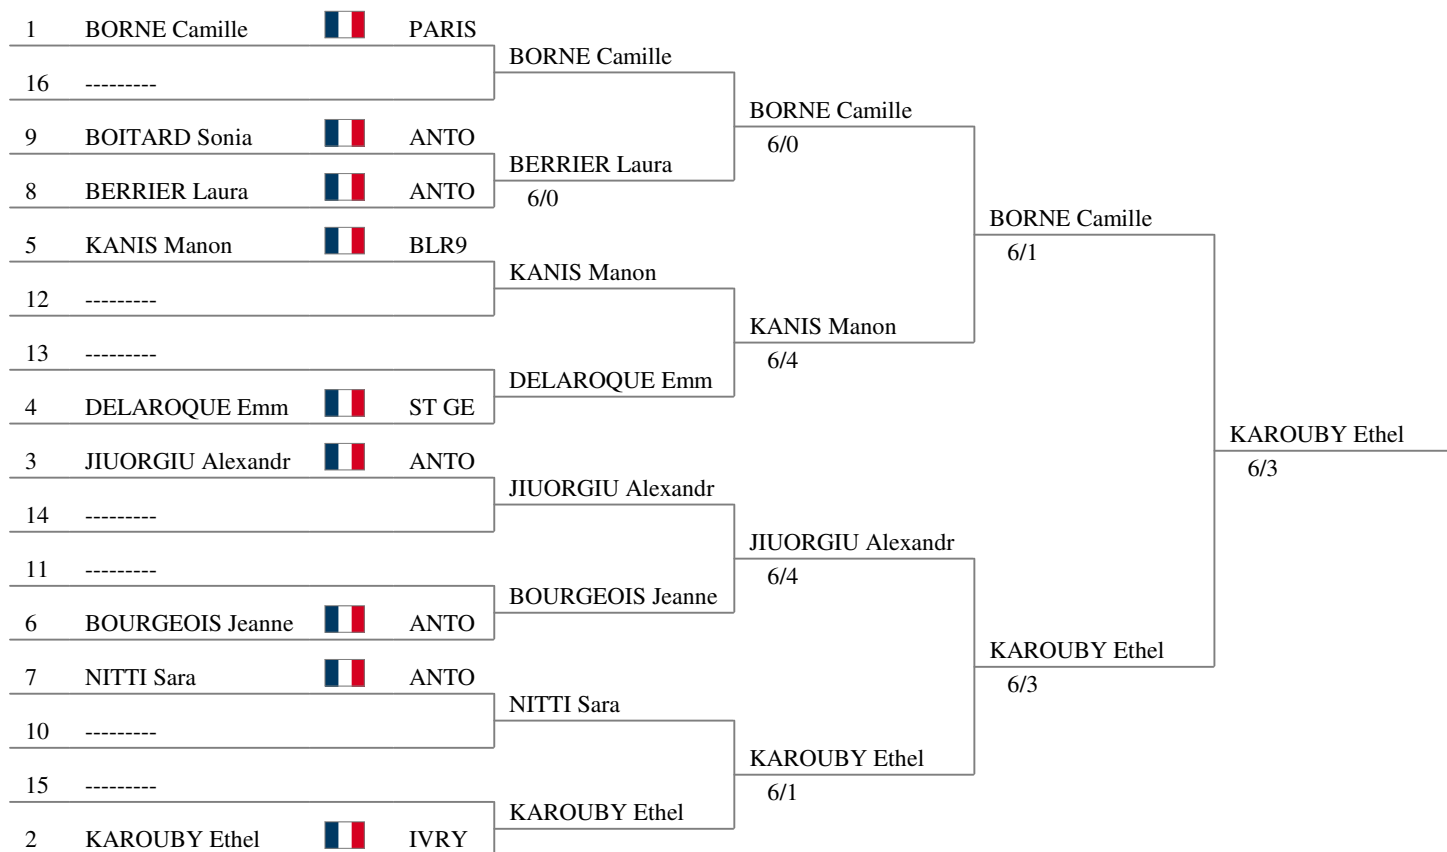 1 BORNE Camille PARIS
16 ---------
9 BOITARD Sonia ANTO
8 BERRIER Laura ANTO
5 KANIS Manon BLR9
12 ---------
13 ---------
4 DELAROQUE Emm ST GE
3 JIUORGIU Alexandr ANTO
14 ---------
11 ---------
6 BOURGEOIS Jeanne ANTO
7 NITTI Sara ANTO
10 ---------
15 ---------
2 KAROUBY Ethel IVRY
BORNE Camille
BERRIER Laura
6/0
KANIS Manon
DELAROQUE Emm
JIUORGIU Alexandr
BOURGEOIS Jeanne
NITTI Sara
KAROUBY Ethel
BORNE Camille
6/0
KANIS Manon
6/4
JIUORGIU Alexandr
6/4
KAROUBY Ethel
6/1
BORNE Camille
6/1
KAROUBY Ethel
6/3
KAROUBY Ethel
6/3